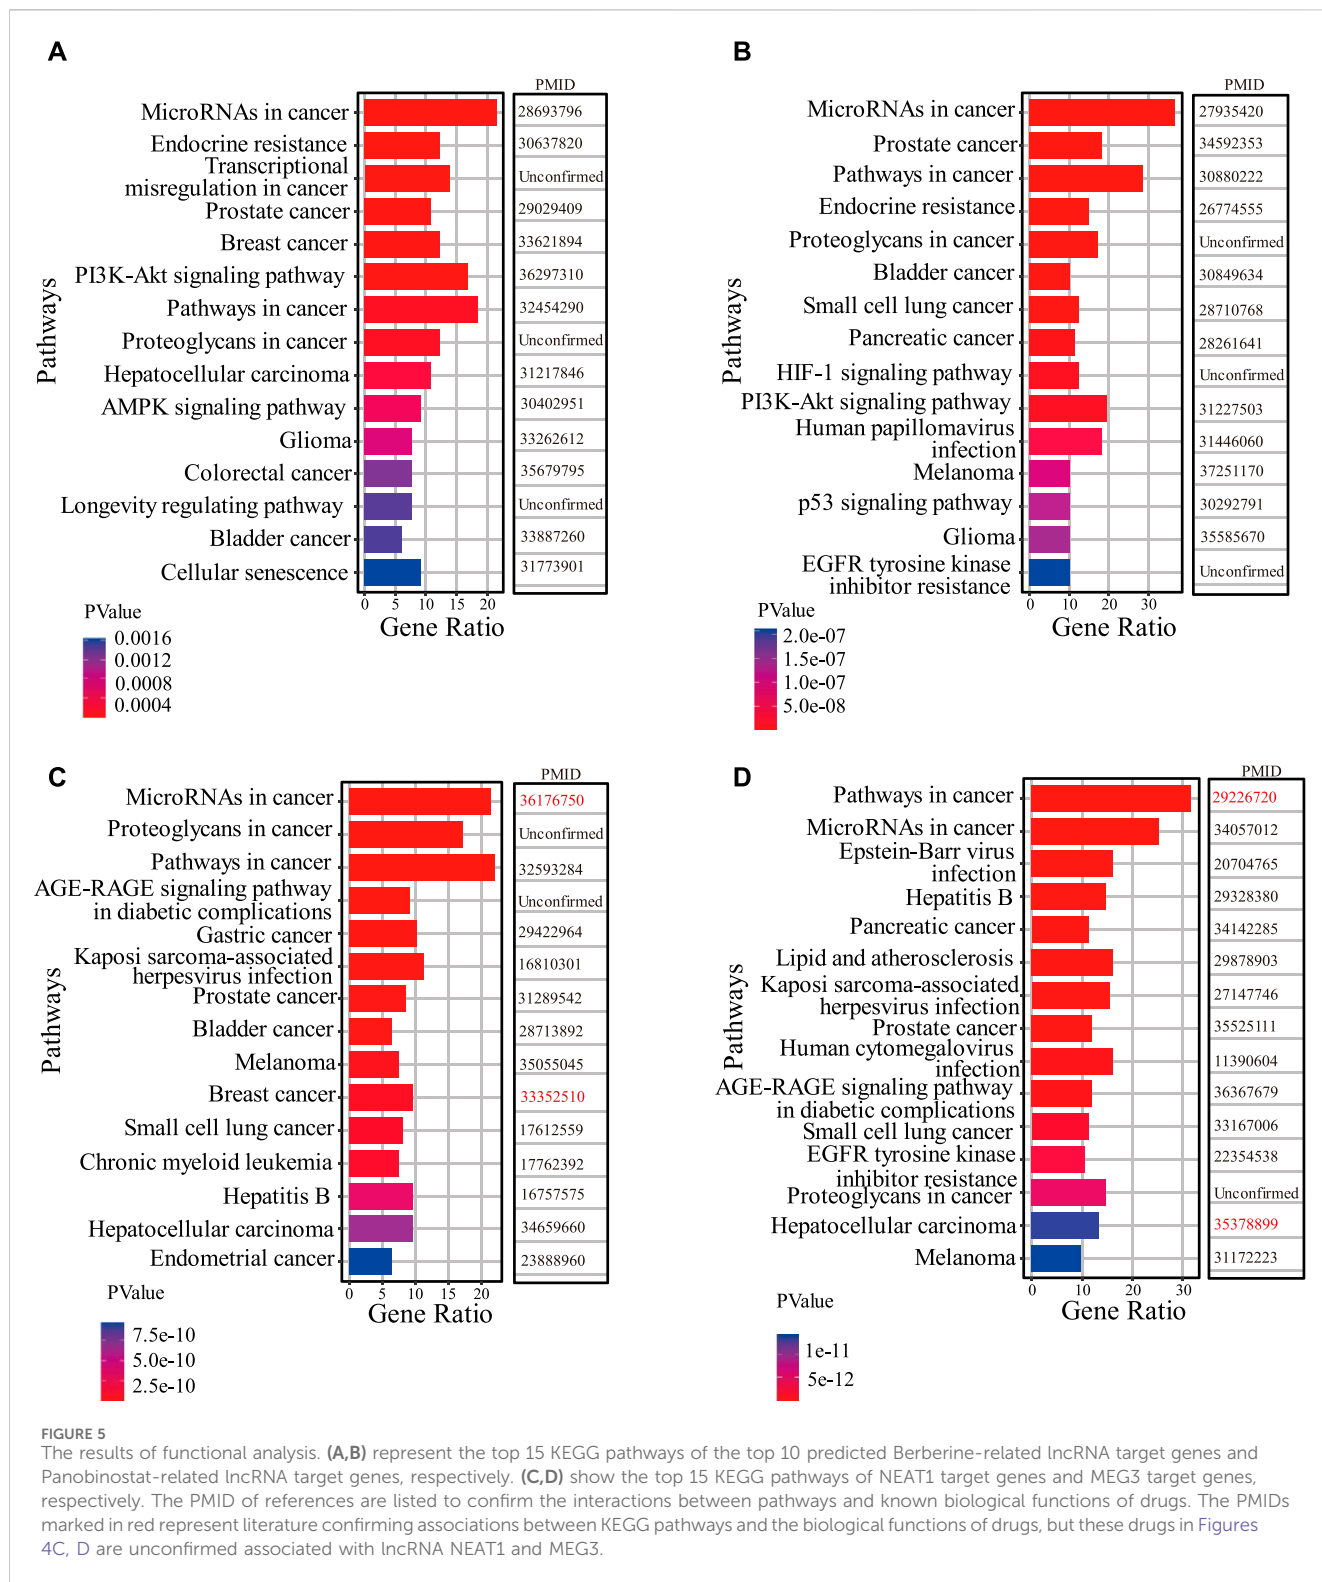 A
PMID
MicroRNAs in cancer 28693796
Endocrine resistance 30637820
Transcriptional
misregulation in cancer Unconfirmed
Prostate cancer 29029409
Breast cancer 33621894
PI3K-Akt signaling pathway 36297310
Pathways in cancer 32454290
Proteoglycans in cancer Unconfirmed
Hepatocellular carcinoma 31217846
AMPK signaling pathway 30402951
Glioma 33262612
Colorectal cancer 35679795
Longevity regulating pathway Unconfirmed
Bladder cancer 33887260
Cellular senescence 31773901
Pathways
0 5 10 15 20
Gene Ratio
PValue
0.0016
0.0012
0.0008
0.0004
B
PMID
MicroRNAs in cancer 27935420
Prostate cancer 34592353
Pathways in cancer 30880222
Endocrine resistance 26774555
Proteoglycans in cancer Unconfirmed
Bladder cancer 30849634
Small cell lung cancer 28710768
Pancreatic cancer 28261641
HIF-1 signaling pathway Unconfirmed
PI3K-Akt signaling pathway 31227503
Human papillomavirus
infection 31446060
Melanoma 37251170
p53 signaling pathway 30292791
Glioma 35585670
EGFR tyrosine kinase
inhibitor resistance Unconfirmed
Pathways
0 10 20 30
Gene Ratio
PValue
2.0e-07
1.5e-07
1.0e-07
5.0e-08
C
PMID
MicroRNAs in cancer 36176750
Proteoglycans in cancer Unconfirmed
Pathways in cancer 32593284
AGE-RAGE signaling pathway
in diabetic complications Unconfirmed
Gastric cancer 29422964
Kaposi sarcoma-associated
herpesvirus infection 16810301
Prostate cancer 31289542
Bladder cancer 28713892
Melanoma 35055045
Breast cancer 33352510
Small cell lung cancer 17612559
Chronic myeloid leukemia 17762392
Hepatitis B 16757575
Hepatocellular carcinoma 34659660
Endometrial cancer 23888960
Pathways
0 5 10 15 20
Gene Ratio
PValue
7.5e-10
5.0e-10
2.5e-10
D
PMID
Pathways in cancer 29226720
MicroRNAs in cancer 34057012
Epstein-Barr virus
infection 20704765
Hepatitis B 29328380
Pancreatic cancer 34142285
Lipid and atherosclerosis 29878903
Kaposi sarcoma-associated
herpesvirus infection 27147746
Prostate cancer 35525111
Human cytomegalovirus
infection 11390604
AGE-RAGE signaling pathway
in diabetic complications 36367679
Small cell lung cancer 33167006
EGFR tyrosine kinase
inhibitor resistance 22354538
Proteoglycans in cancer Unconfirmed
Hepatocellular carcinoma 35378899
Melanoma 31172223
Pathways
0 10 20 30
Gene Ratio
PValue
1e-11
5e-12
FIGURE 5
The results of functional analysis. (A,B) represent the top 15 KEGG pathways of the top 10 predicted Berberine-related lncRNA target genes and
Panobinostat-related lncRNA target genes, respectively. (C,D) show the top 15 KEGG pathways of NEAT1 target genes and MEG3 target genes,
respectively. The PMID of references are listed to confirm the interactions between pathways and known biological functions of drugs. The PMIDs
marked in red represent literature confirming associations between KEGG pathways and the biological functions of drugs, but these drugs in Figures
4C, D are unconfirmed associated with lncRNA NEAT1 and MEG3.